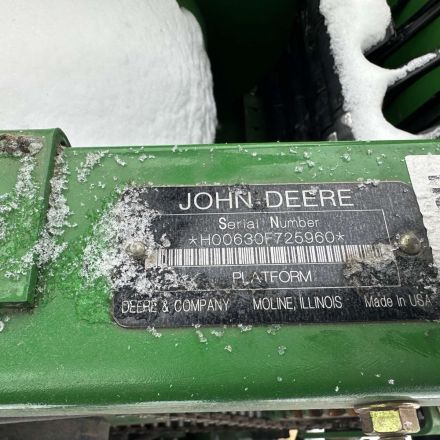 JOHN DEERE
Serial Number
*H00630F725960*
PLATFORM
DEERE & COMPANY MOLINE, ILLINOIS Made in USA